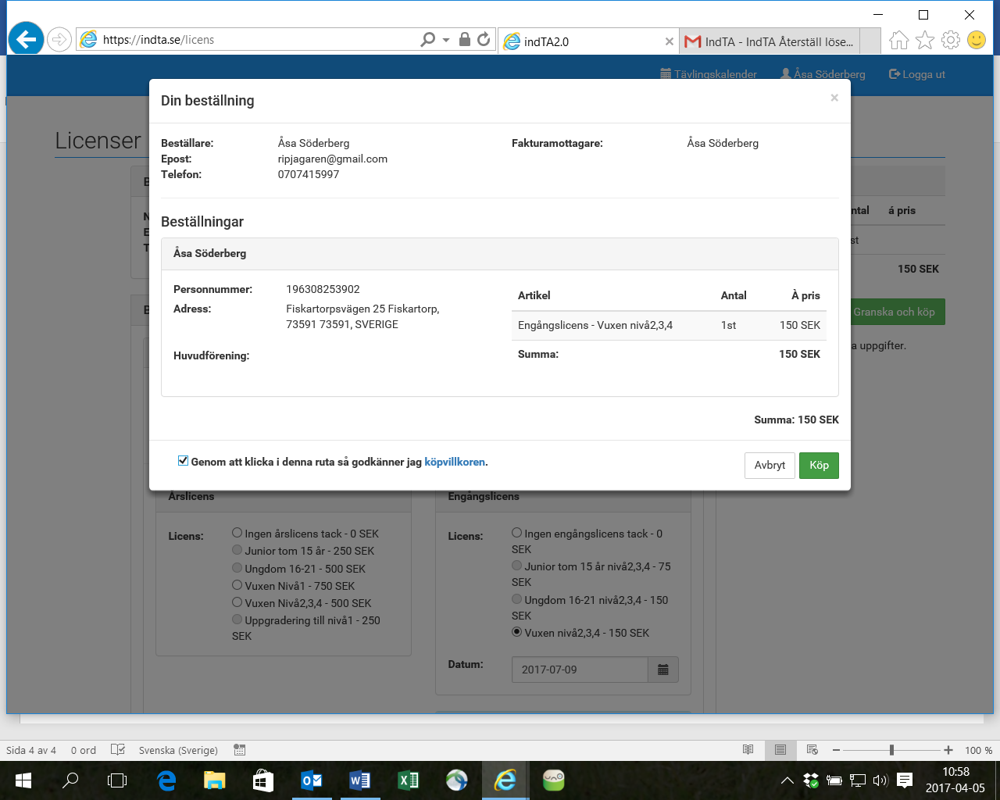 https://indta.se/licens
indTA2.0
IndTA - IndTA Återställ löse...
Tävlingskalender
Åsa Söderberg
Logga ut
Licenser
Din beställning
×
Beställare: Åsa Söderberg
Fakturamottagare: Åsa Söderberg
Epost: ripjagaren@gmail.com
Telefon: 0707415997
ntal á pris
st
150 SEK
Granska och köp
a uppgifter.
Beställningar
Åsa Söderberg
Personnummer: 196308253902
Adress: Fiskartorpsvägen 25 Fiskartorp,
73591 73591, SVERIGE
Huvudförening:
Artikel Antal À pris
Engångslicens - Vuxen nivå2,3,4 1st 150 SEK
Summa: 150 SEK
Summa: 150 SEK
Genom att klicka i denna ruta så godkänner jag köpvillkoren.
Avbryt
Köp
Årslicens
Licens: Ingen årslicens tack - 0 SEK
Junior tom 15 år - 250 SEK
Ungdom 16-21 - 500 SEK
Vuxen Nivå1 - 750 SEK
Vuxen Nivå2,3,4 - 500 SEK
Uppgradering till nivå1 - 250
SEK
Engångslicens
Licens: Ingen engångslicens tack - 0
SEK
Junior tom 15 år nivå2,3,4 - 75
SEK
Ungdom 16-21 nivå2,3,4 - 150
SEK
Vuxen nivå2,3,4 - 150 SEK
Datum: 2017-07-09
Sida 4 av 4 0 ord Svenska (Sverige) 100 %
10:58
2017-04-05